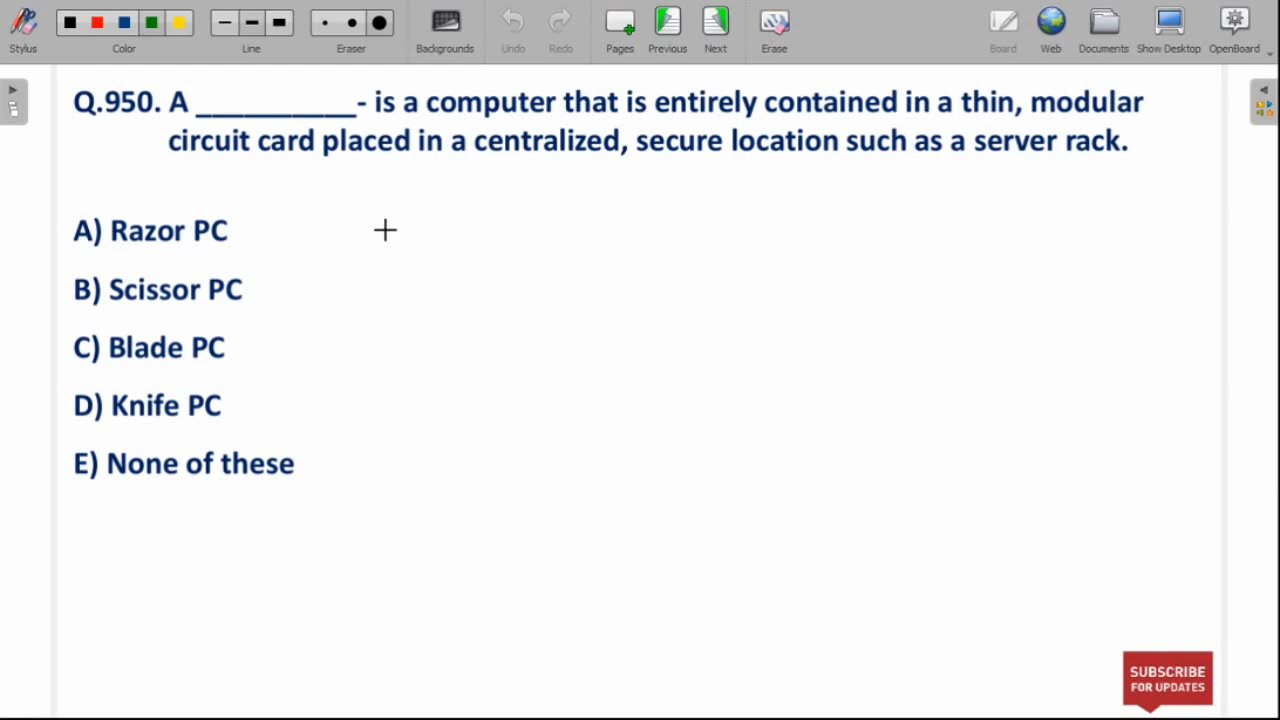 Stylus
Color
Line
Eraser
Backgrounds
Undo
Redo
Pages
Previous
Next
Erase
Board
Web
Documents
Show Desktop
OpenBoard
Q.950. A ___________- is a computer that is entirely contained in a thin, modular
circuit card placed in a centralized, secure location such as a server rack.
A) Razor PC
B) Scissor PC
C) Blade PC
D) Knife PC
E) None of these
SUBSCRIBE
FOR UPDATES